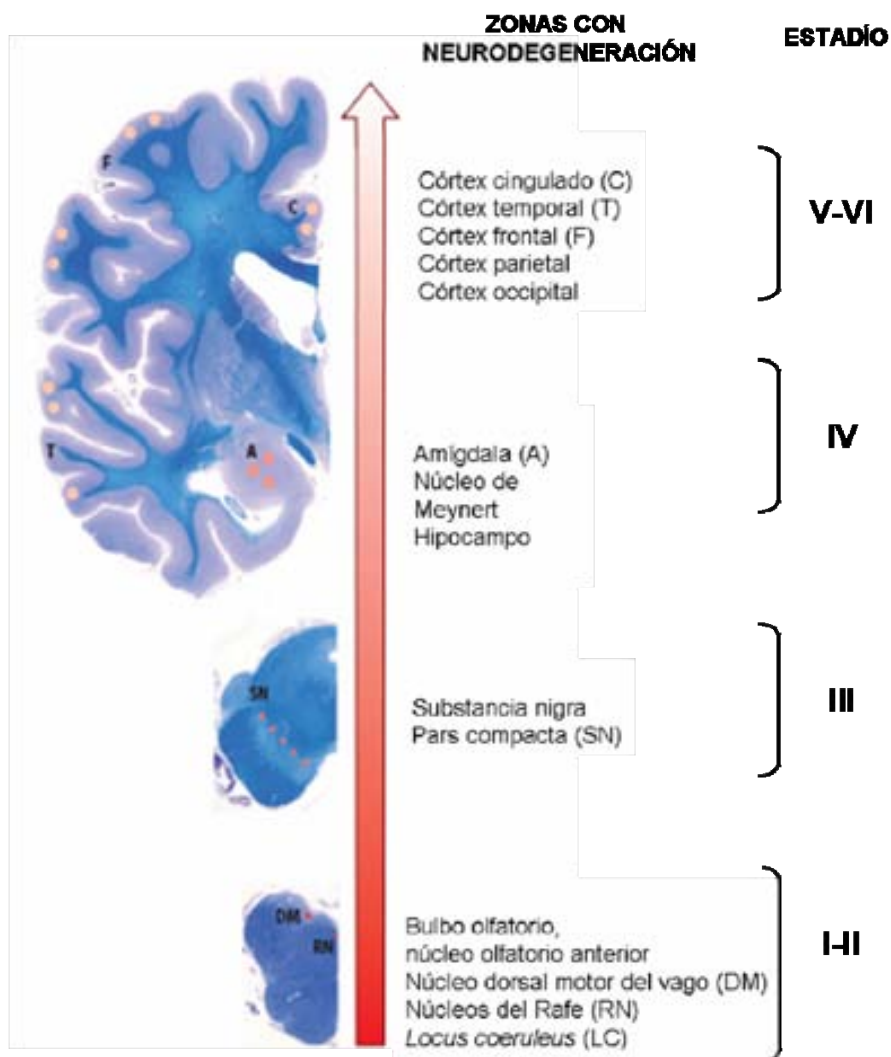 ZONAS CON
NEURODEGENERACIÓN
ESTADÍO
F
C
Córtex cingulado (C)
Córtex temporal (T)
Córtex frontal (F)
Córtex parietal
Córtex occipital
V-VI
T
A
Amígdala (A)
Núcleo de
Meynert
Hipocampo
IV
SN
Substancia nigra
Pars compacta (SN)
III
DM
RN
Bulbo olfatorio,
núcleo olfatorio anterior
Núcleo dorsal motor del vago (DM)
Núcleos del Rafe (RN)
Locus coeruleus (LC)
I-II